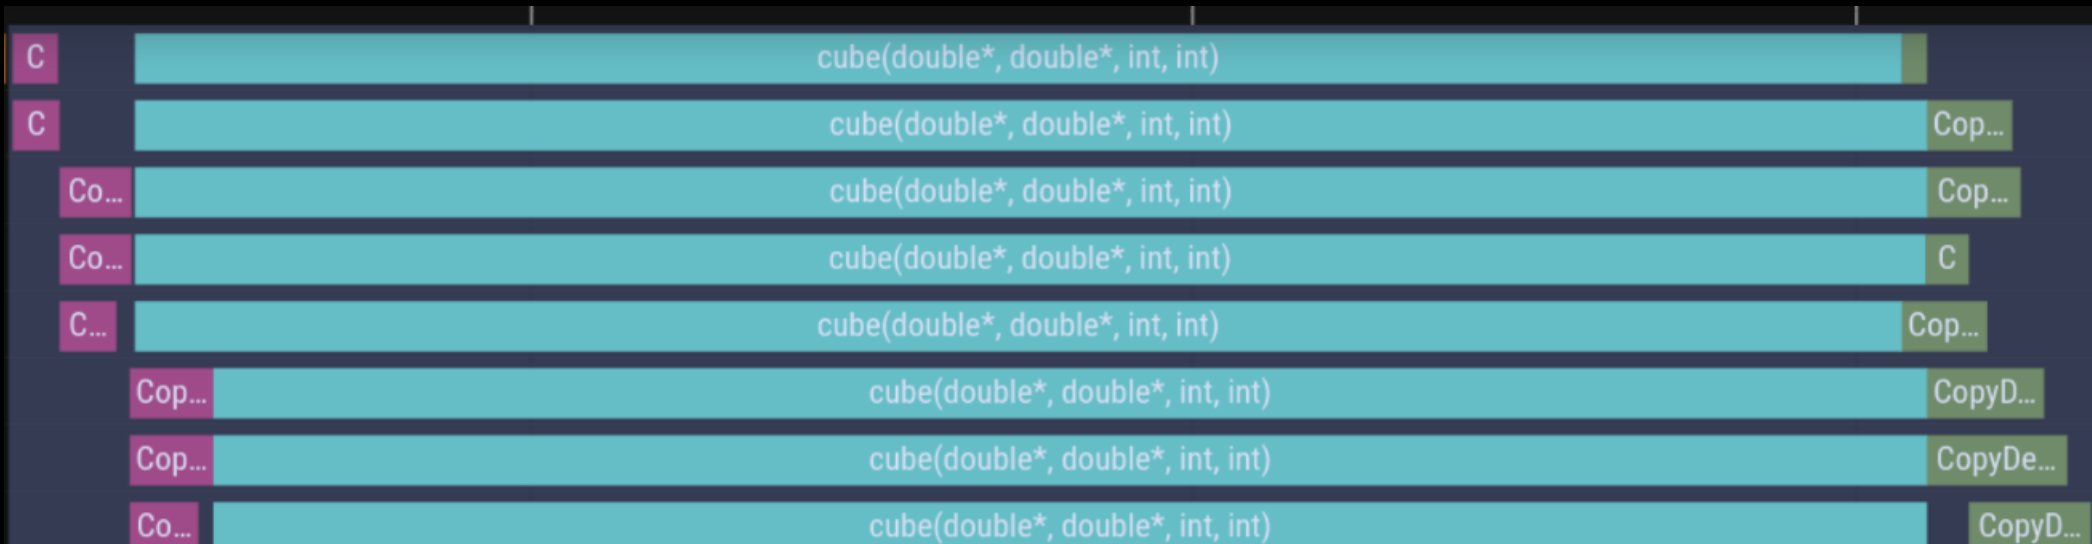 C cube(double*, double*, int, int)
C cube(double*, double*, int, int) Cop...
Co... cube(double*, double*, int, int) Cop...
Co... cube(double*, double*, int, int) C
C... cube(double*, double*, int, int) Cop...
Cop... cube(double*, double*, int, int) CopyD...
Cop... cube(double*, double*, int, int) CopyDe...
Co... cube(double*, double*, int, int) CopyD...